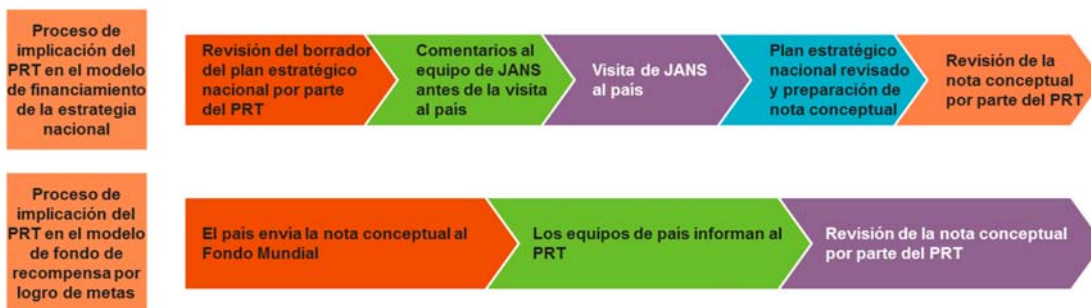 Proceso de
implicación del
PRT en el modelo
de financiamiento
de la estrategia
nacional
Revisión del borrador
del plan estratégico
nacional por parte
del PRT
Comentarios al
equipo de JANS
antes de la visita
al país
Visita de JANS
al país
Plan estratégico
nacional revisado
y preparación de
nota conceptual
Revisión de la
nota conceptual
por parte del PRT
Proceso de
implicación del
PRT en el modelo
de fondo de
recompensa por
logro de metas
El país envía la nota conceptual al
Fondo Mundial
Los equipos de país informan al
PRT
Revisión de la nota conceptual
por parte del PRT